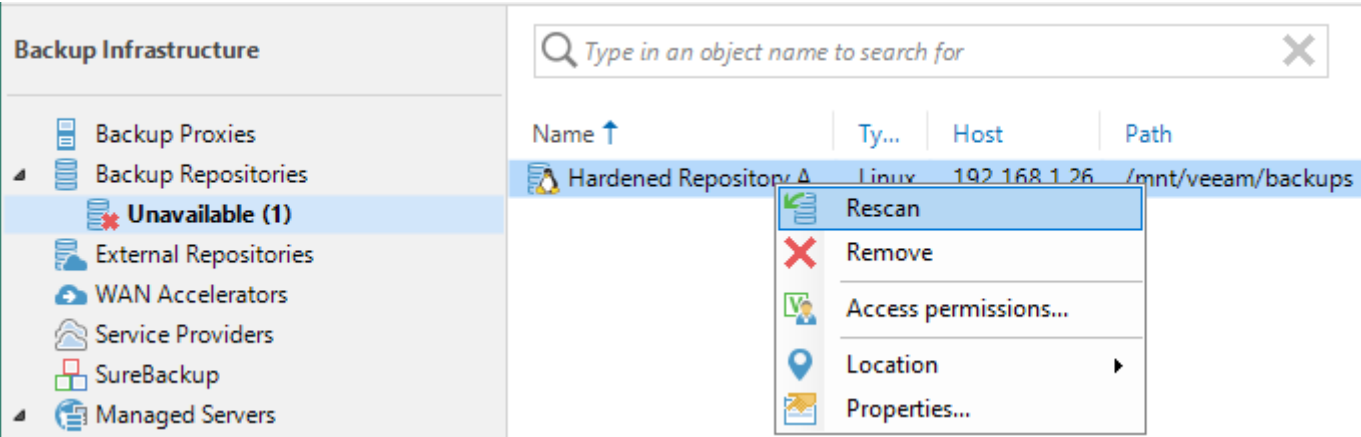 Backup Infrastructure
Type in an object name to search for
Backup Proxies
Backup Repositories
Unavailable (1)
External Repositories
WAN Accelerators
Service Providers
SureBackup
Managed Servers
Name Ty... Host Path
Hardened Repository A Linux 192.168.1.26 /mnt/veeam/backups
Rescan
Remove
Access permissions...
Location
Properties...